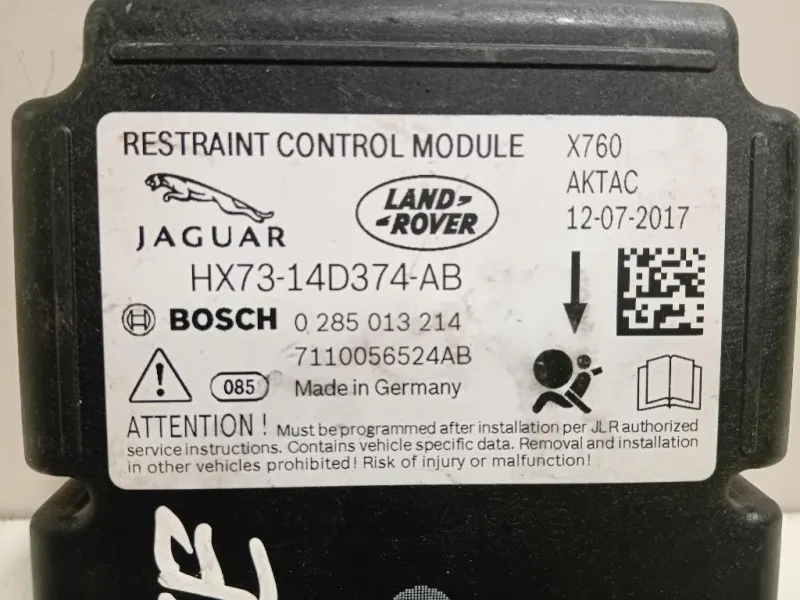 RESTRAINT CONTROL MODULE
X760
AKTAC
12-07-2017
JAGUAR
LAND-
-ROVER
HX73-14D374-AB
BOSCH 0 285 013 214
7110056524AB
085 Made in Germany
ATTENTION ! Must be programmed after installation per JLR authorized
service instructions. Contains vehicle specific data. Removal and installation
in other vehicles prohibited! Risk of injury or malfunction!